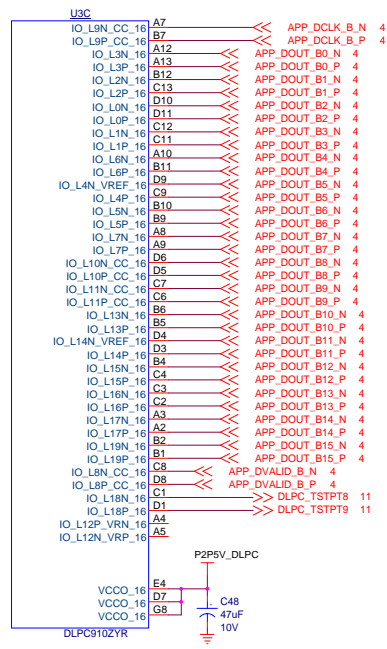 U3C
IO_L9N_CC_16 A7 APP_DCLK_B_N 4
IO_L9P_CC_16 B7 APP_DCLK_B_P 4
IO_L3N_16 A12 APP_DOUT_B0_N 4
IO_L3P_16 A13 APP_DOUT_B0_P 4
IO_L2N_16 B12 APP_DOUT_B1_N 4
IO_L2P_16 C13 APP_DOUT_B1_P 4
IO_L0N_16 D10 APP_DOUT_B2_N 4
IO_L0P_16 D11 APP_DOUT_B2_P 4
IO_L1N_16 C12 APP_DOUT_B3_N 4
IO_L1P_16 C11 APP_DOUT_B3_P 4
IO_L6N_16 A10 APP_DOUT_B4_N 4
IO_L6P_16 B11 APP_DOUT_B4_P 4
IO_L4N_VREF_16 D9 APP_DOUT_B5_N 4
IO_L4P_16 C9 APP_DOUT_B5_P 4
IO_L5N_16 B10 APP_DOUT_B6_N 4
IO_L5P_16 B9 APP_DOUT_B6_P 4
IO_L7N_16 A8 APP_DOUT_B7_N 4
IO_L7P_16 A9 APP_DOUT_B7_P 4
IO_L10N_CC_16 D6 APP_DOUT_B8_N 4
IO_L10P_CC_16 D5 APP_DOUT_B8_P 4
IO_L11N_CC_16 C7 APP_DOUT_B9_N 4
IO_L11P_CC_16 C6 APP_DOUT_B9_P 4
IO_L13N_16 B6 APP_DOUT_B10_N 4
IO_L13P_16 B5 APP_DOUT_B10_P 4
IO_L14N_VREF_16 D4 APP_DOUT_B11_N 4
IO_L14P_16 D3 APP_DOUT_B11_P 4
IO_L15N_16 B4 APP_DOUT_B12_N 4
IO_L15P_16 C4 APP_DOUT_B12_P 4
IO_L16N_16 C3 APP_DOUT_B13_N 4
IO_L16P_16 C2 APP_DOUT_B13_P 4
IO_L17N_16 A3 APP_DOUT_B14_N 4
IO_L17P_16 A2 APP_DOUT_B14_P 4
IO_L19N_16 B2 APP_DOUT_B15_N 4
IO_L19P_16 B1 APP_DOUT_B15_P 4
IO_L8N_CC_16 C8 APP_DVALID_B_N 4
IO_L8P_CC_16 D8 APP_DVALID_B_P 4
IO_L18N_16 C1 DLPC_TSTPT8 11
IO_L18P_16 D1 DLPC_TSTPT9 11
IO_L12P_VRN_16 A4
IO_L12N_VRP_16 A5
P2P5V_DLPC
VCCO_16 E4
VCCO_16 D7
VCCO_16 G8
C48
47uF
10V
DLPC910ZYR